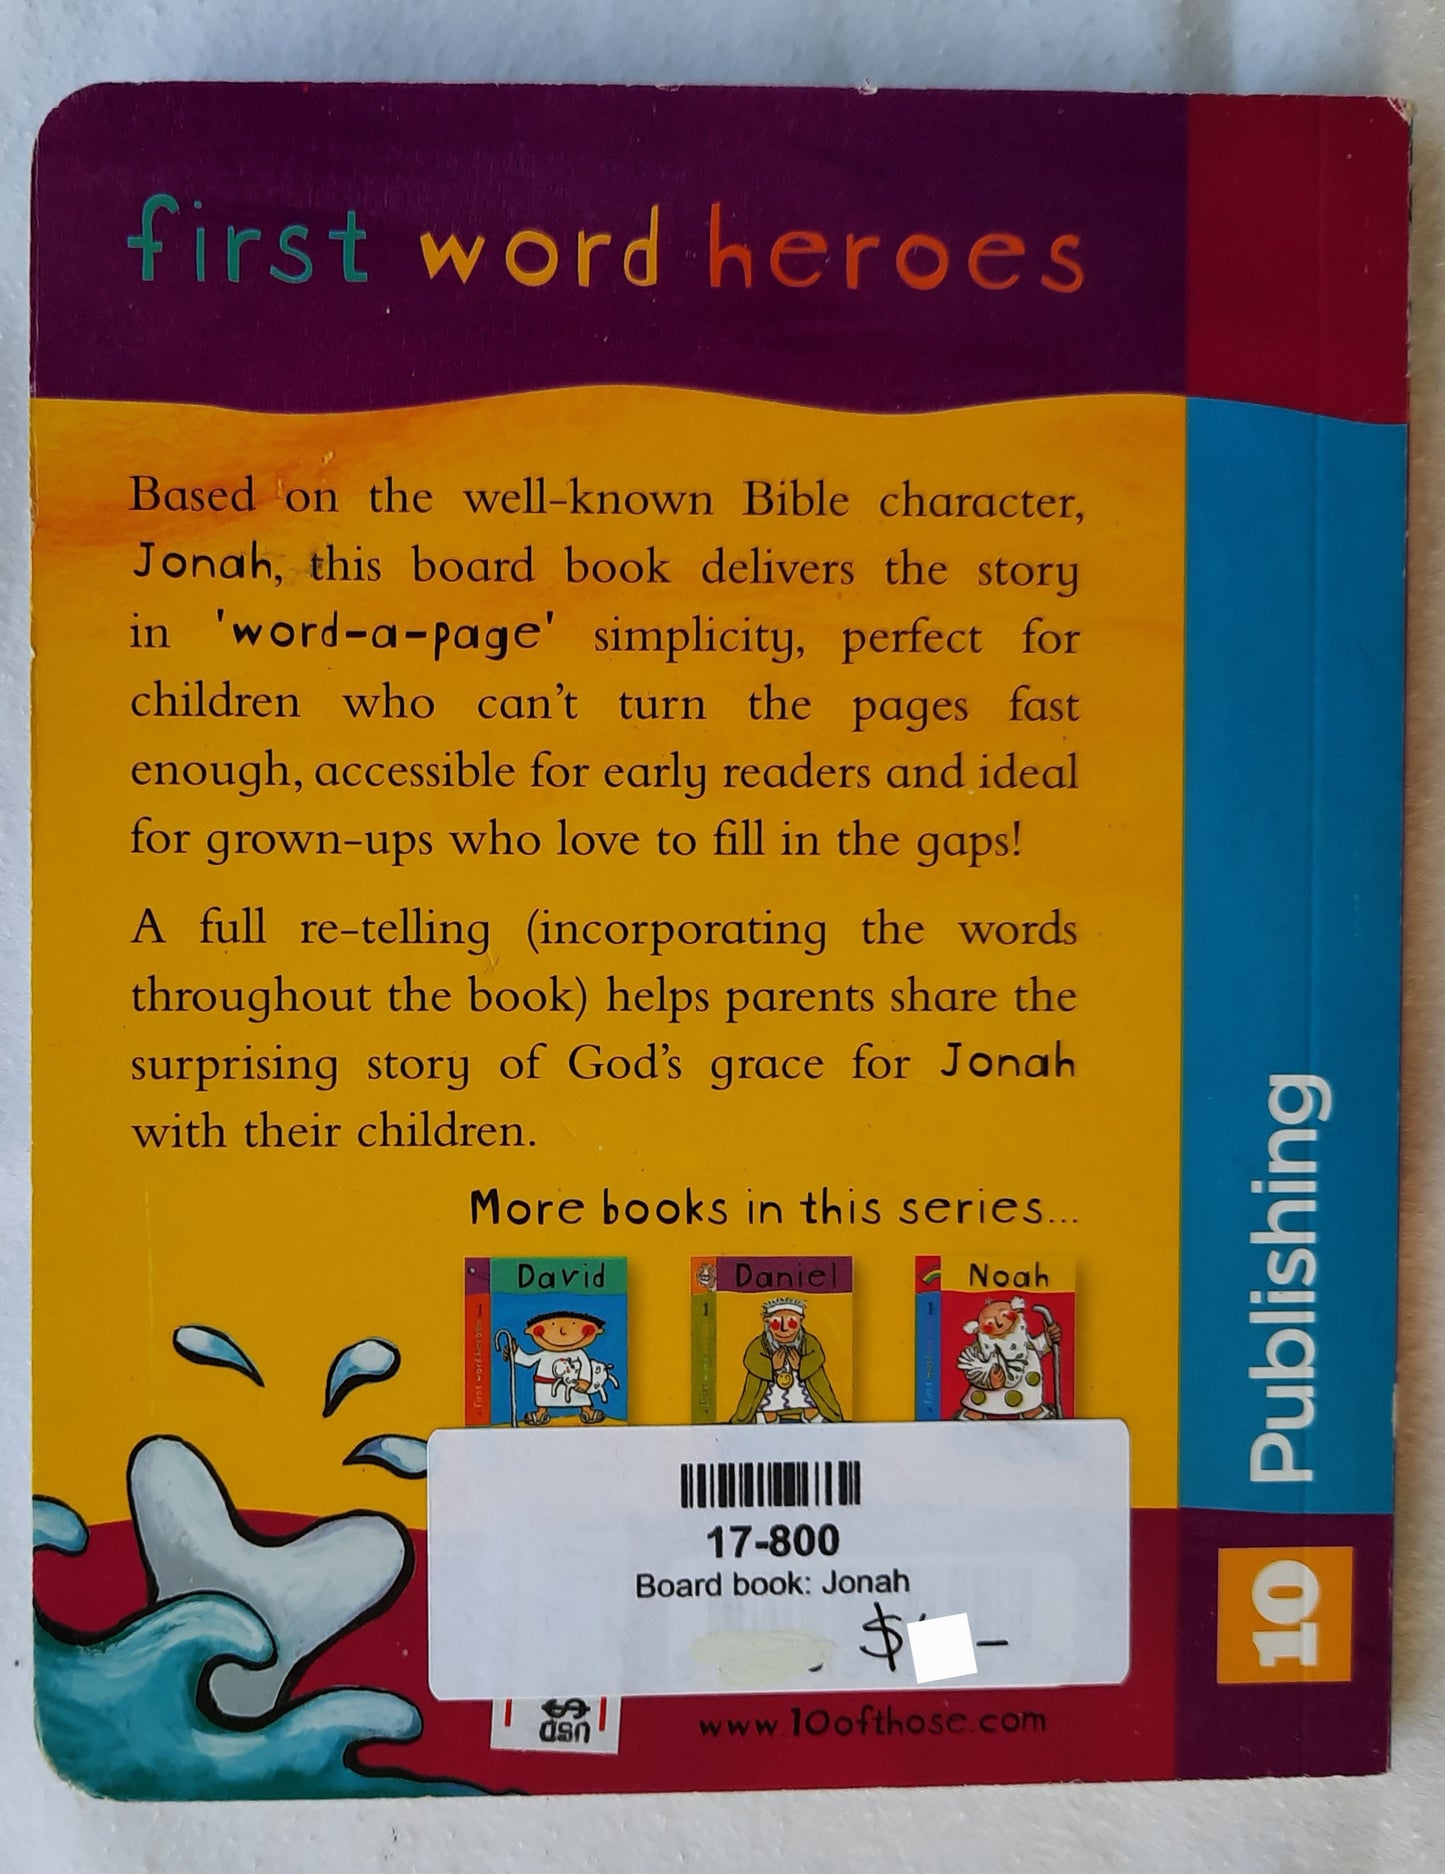 first word heroes
Based on the well-known Bible character,
Jonah, this board book delivers the story
in 'word-a-page' simplicity, perfect for
children who can't turn the pages fast
enough, accessible for early readers and ideal
for grown-ups who love to fill in the gaps!
A full re-telling (incorporating the words
throughout the book) helps parents share the
surprising story of God's grace for Jonah
with their children.
More books in this series...
David
Daniel
Noah
17-800
Board book: Jonah
$ -
USD $
www.10ofthose.com
10 Publishing